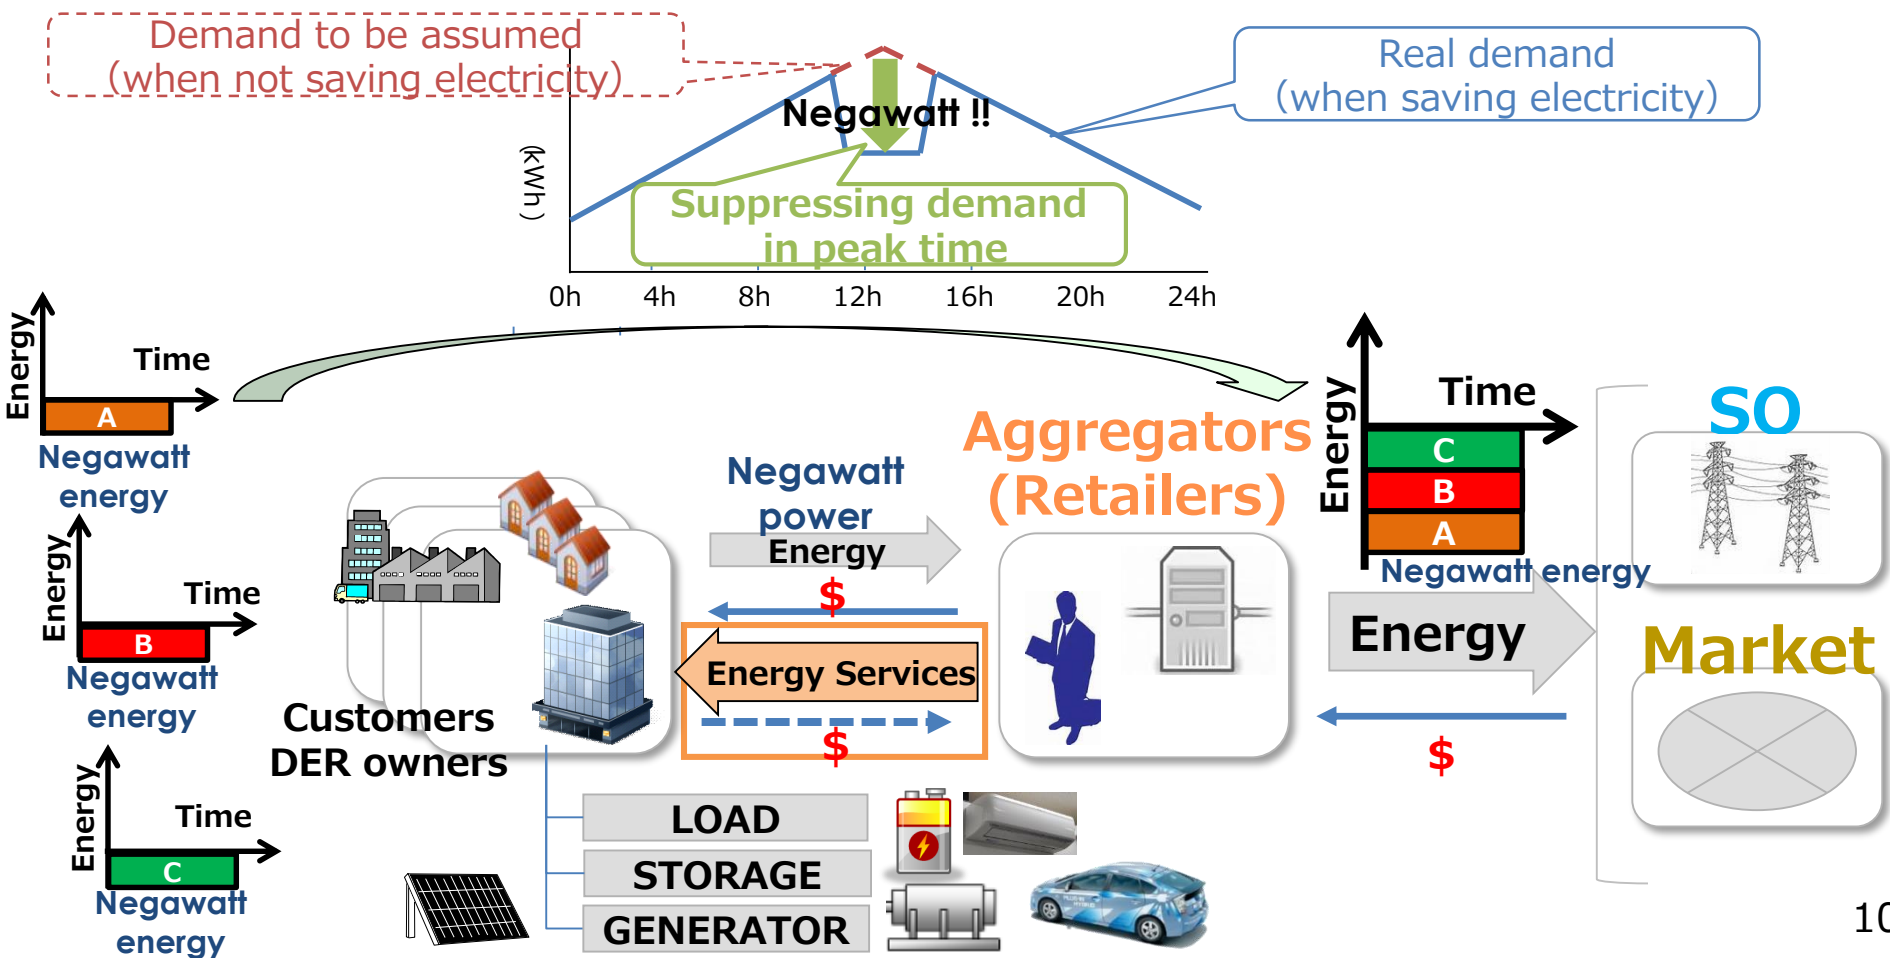 Demand to be assumed
(when not saving electricity)
Real demand
(when saving electricity)
Negawatt !!
(kWh)
Suppressing demand
in peak time
0h 4h 8h 12h 16h 20h 24h
Energy
Time
A
Negawatt
energy
Energy
Time
B
Negawatt
energy
Energy
Time
C
Negawatt
energy
Customers
DER owners
Negawatt
power
Energy
$
Energy Services
$
Aggregators
(Retailers)
Energy
Time
C
B
A
Negawatt energy
Energy
$
SO
Market
LOAD
STORAGE
GENERATOR
10